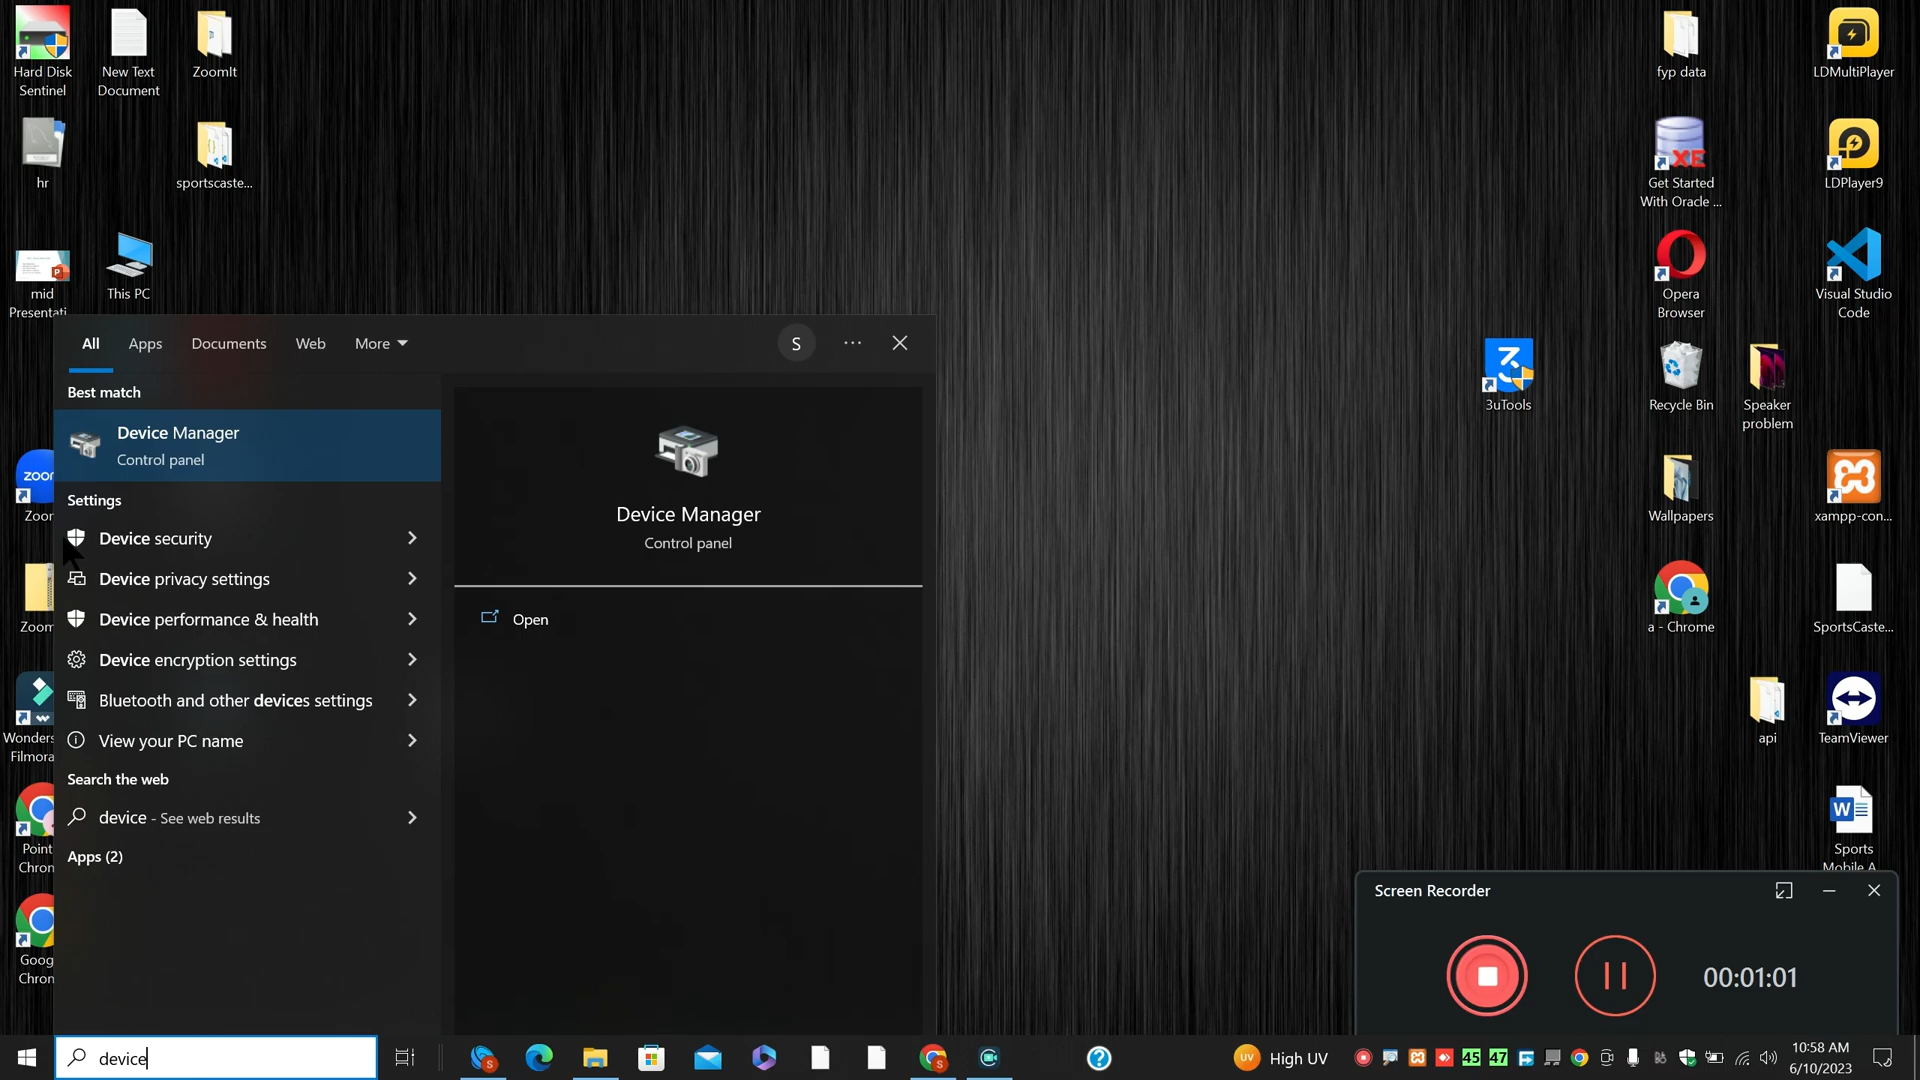 Hard Disk
Sentinel
New Text
Document
ZoomIt
hr
sportscaste...
mid
Presentati...
This PC
fyp data
LDMultiPlayer
Get Started
With Oracle ...
LDPlayer9
Opera
Browser
Visual Studio
Code
3uTools
Recycle Bin
Speaker
problem
Wallpapers
xampp-con...
a - Chrome
SportsCaste...
api
TeamViewer
Sports
Mobile A...
zoom
Zoom
Wonders
Filmora
Point
Chron
Goog
Chron
All
Apps
Documents
Web
More
S
Best match
Device Manager
Control panel
Settings
Device security
Device privacy settings
Device performance & health
Device encryption settings
Bluetooth and other devices settings
View your PC name
Search the web
device - See web results
Apps (2)
Device Manager
Control panel
Open
Screen Recorder
00:01:01
device
UV
High UV
45
47
10:58 AM
6/10/2023